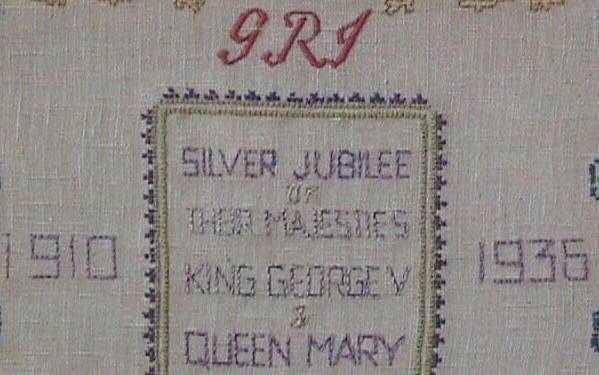 GRI
SILVER JUBILEE
OF
THEIR MAJESTIES
1910 KING GEORGE V 1935
&
QUEEN MARY